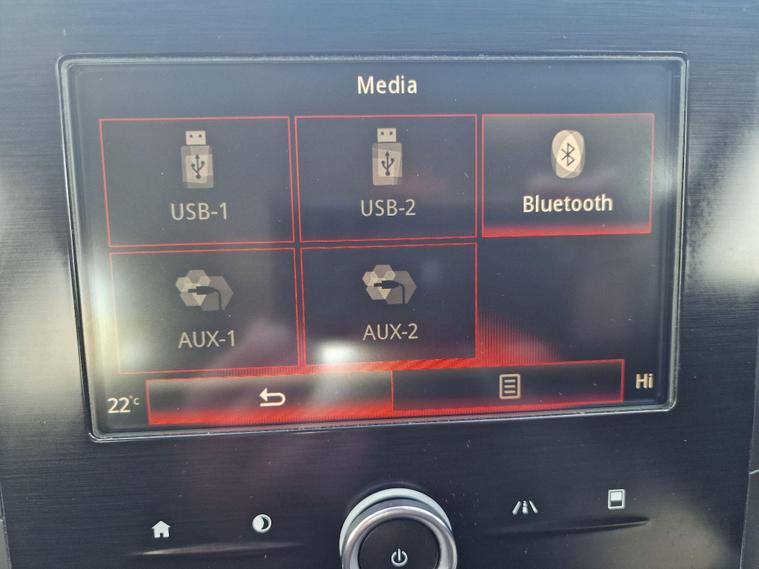 Media
USB-1
USB-2
Bluetooth
AUX-1
AUX-2
22°c
Hi